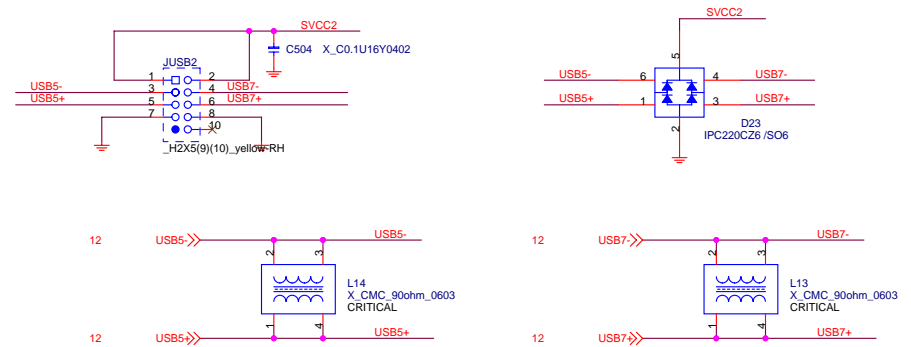 SVCC2
C504 X_C0.1U16Y0402
JUSB2
1 2
USB5- 3 4 USB7-
USB5+ 5 6 USB7+
7 8
10
_H2X5(9)(10)_yellow-RH
SVCC2
5
USB5- 6 4 USB7-
USB5+ 1 3 USB7+
2
D23
IPC220CZ6 /SO6
12 USB5- USB5-
2 3
L14
X_CMC_90ohm_0603
CRITICAL
1 4
12 USB5+ USB5+
12 USB7- USB7-
2 3
L13
X_CMC_90ohm_0603
CRITICAL
1 4
12 USB7+ USB7+